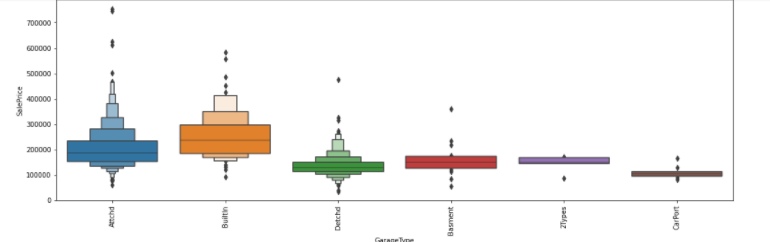 700000
600000
500000
400000
300000
200000
100000
0
SalePrice
Attchd
BuiltIn
Detchd
Basment
2Types
CarPort
GarageType